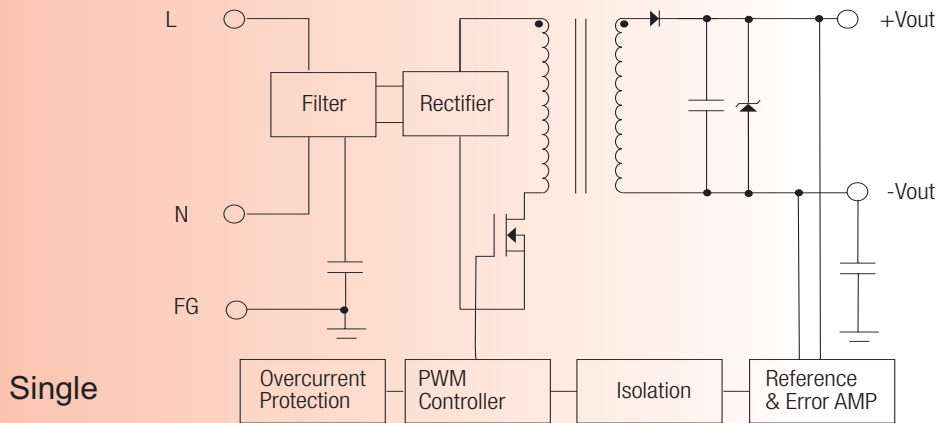 L
+Vout
Filter
Rectifier
N
-Vout
FG
Single
Overcurrent
Protection
PWM
Controller
Isolation
Reference
& Error AMP